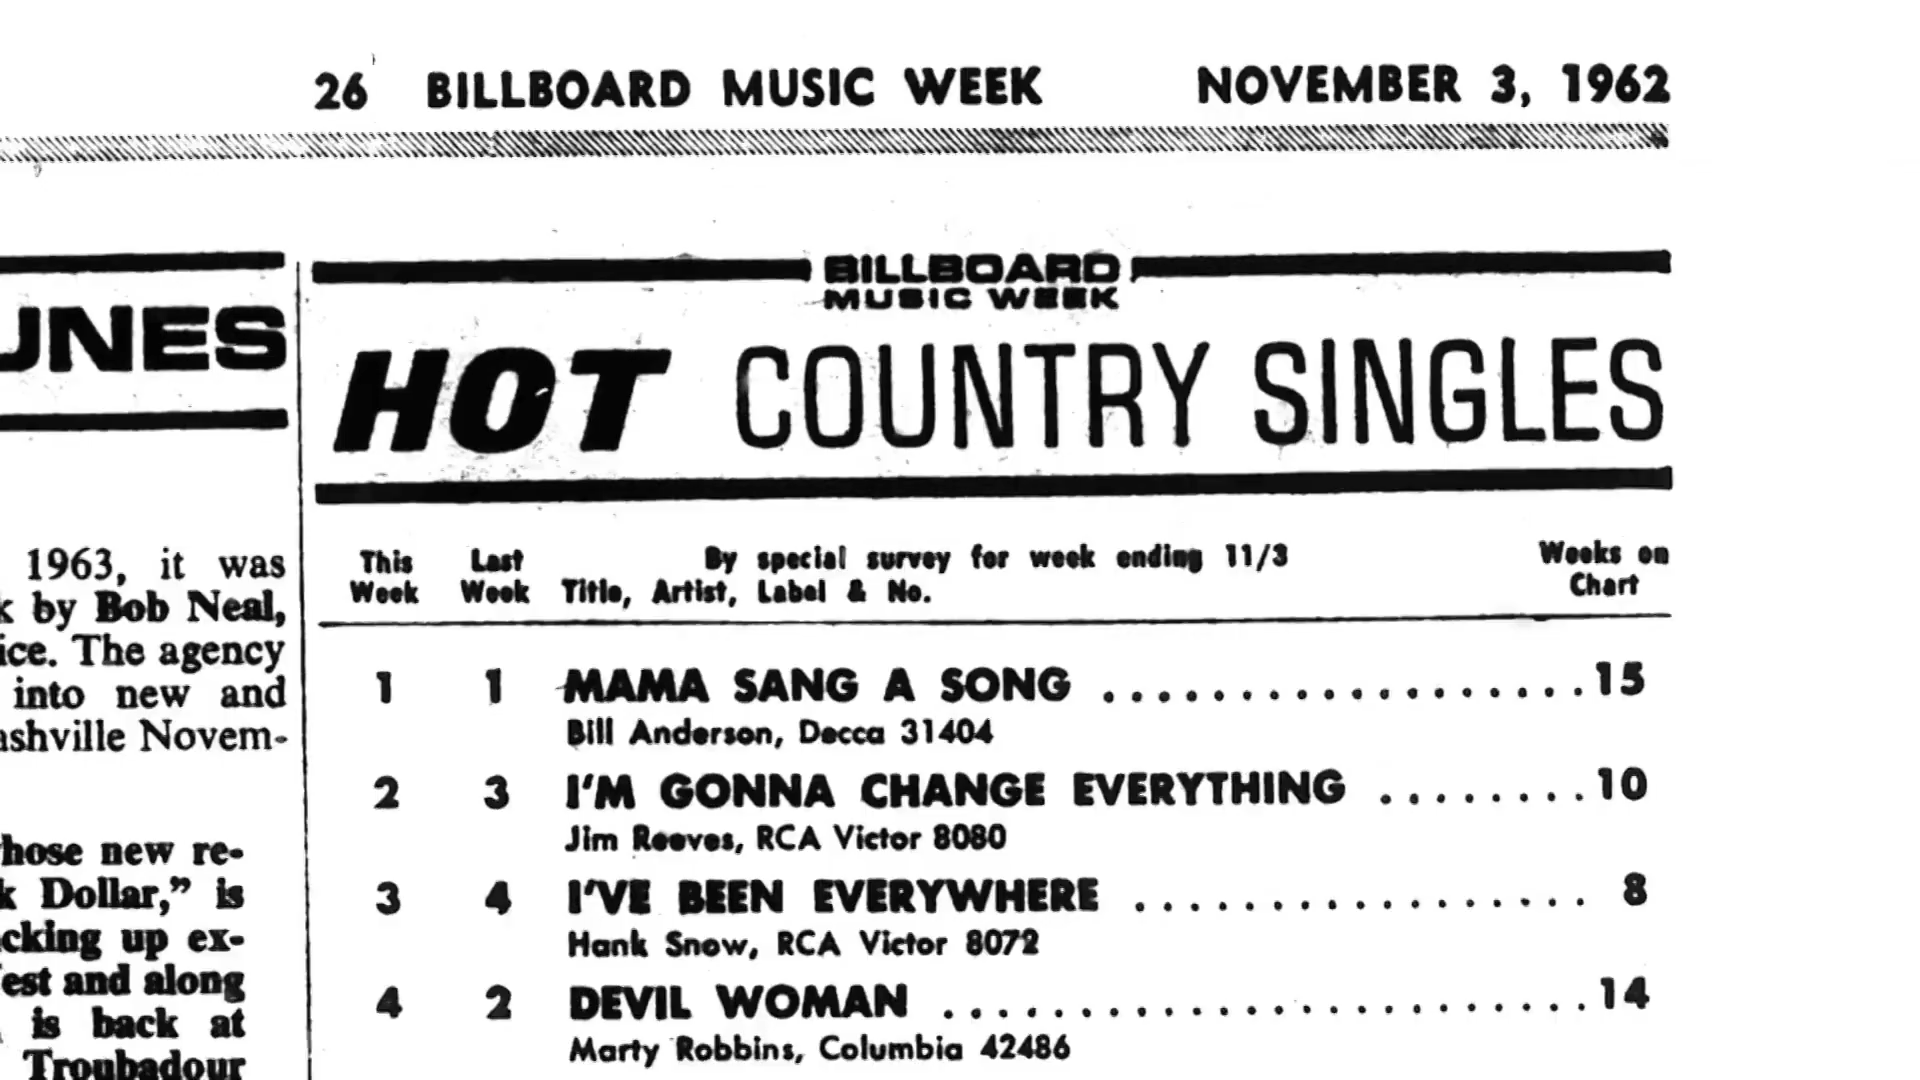 26 BILLBOARD MUSIC WEEK NOVEMBER 3, 1962
UNES
1963, it was
k by Bob Neal,
ice. The agency
into new and
ashville Novem-
hose new re-
k Dollar,” is
cking up ex-
est and along
is back at
Troubadour
BILLBOARD
MUSIC WEEK
HOT COUNTRY SINGLES
This Week Last Week By special survey for week ending 11/3 Weeks on Chart
Title, Artist, Label & No.
1 1 MAMA SANG A SONG ..................15
Bill Anderson, Decca 31404
2 3 I'M GONNA CHANGE EVERYTHING ........10
Jim Reeves, RCA Victor 8080
3 4 I'VE BEEN EVERYWHERE ................. 8
Hank Snow, RCA Victor 8072
4 2 DEVIL WOMAN ........................14
Marty Robbins, Columbia 42486